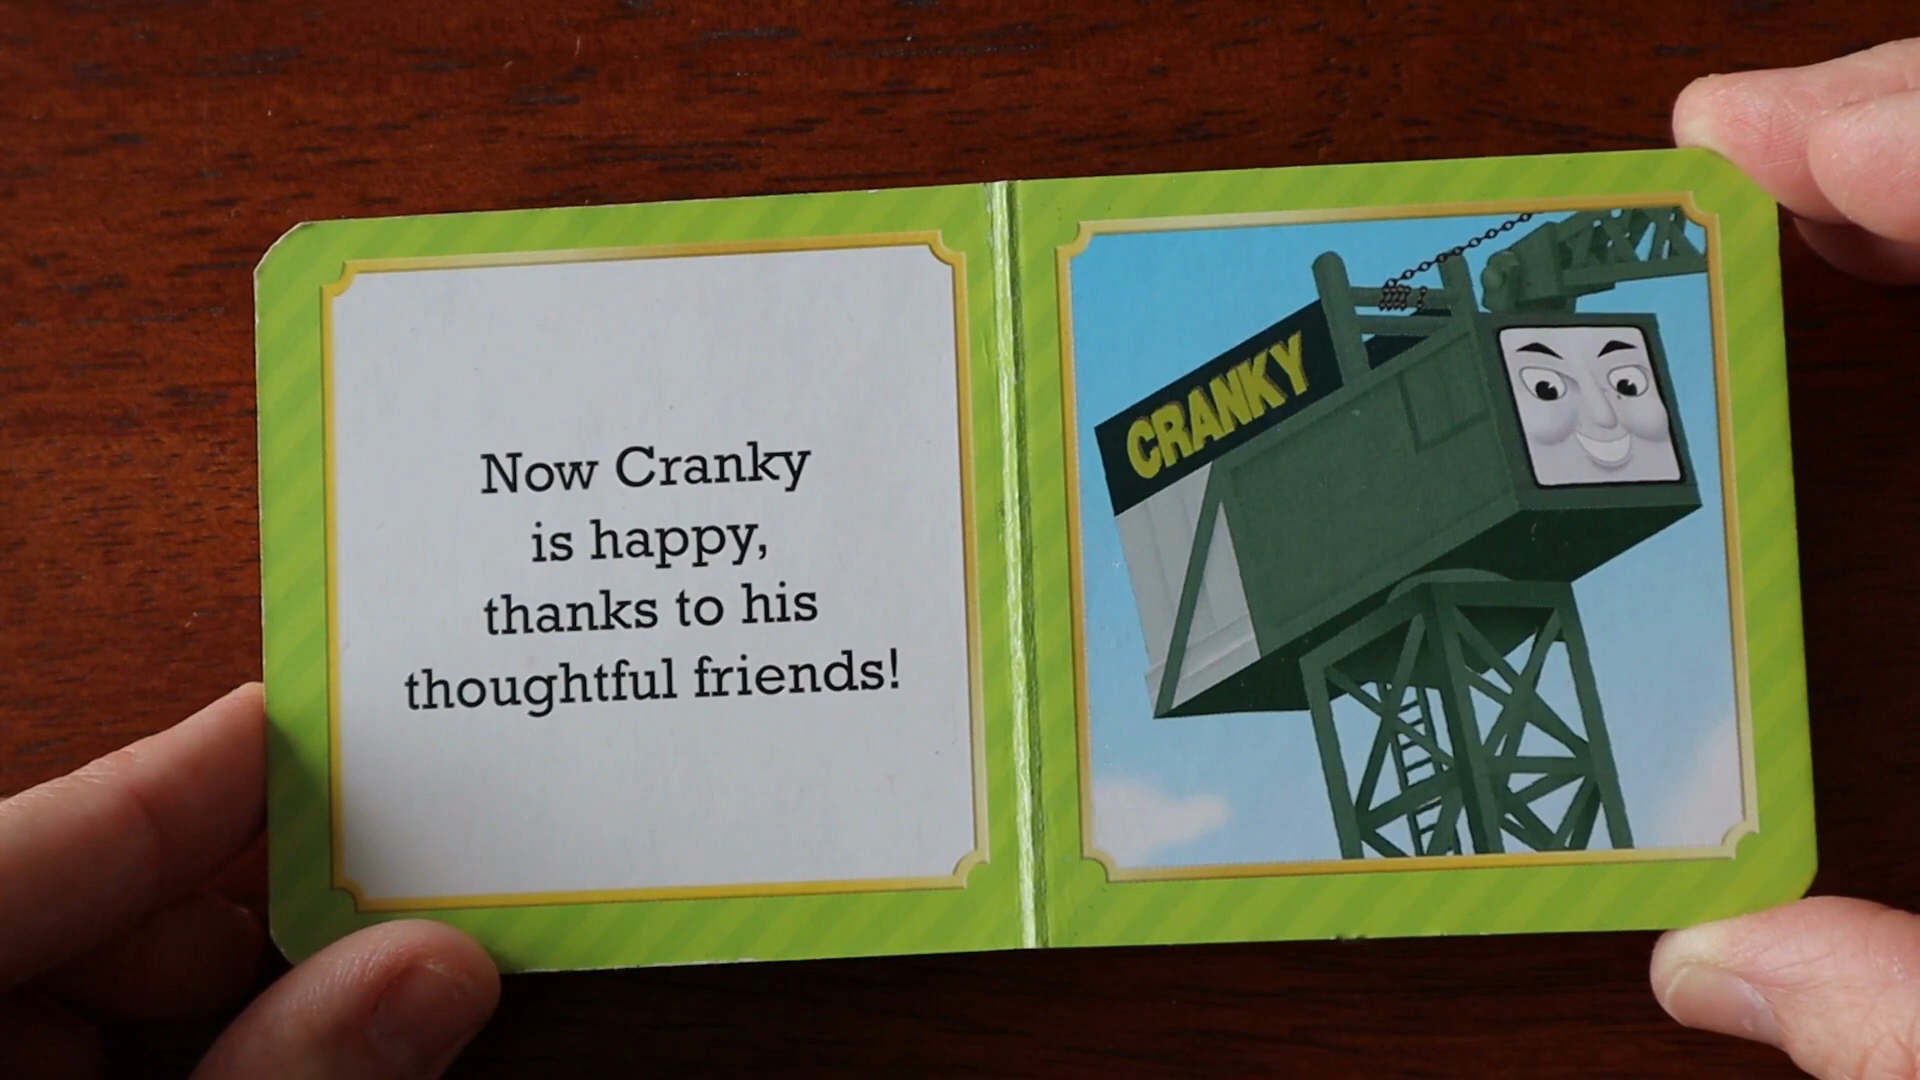 Now Cranky
is happy,
thanks to his
thoughtful friends!
CRANKY